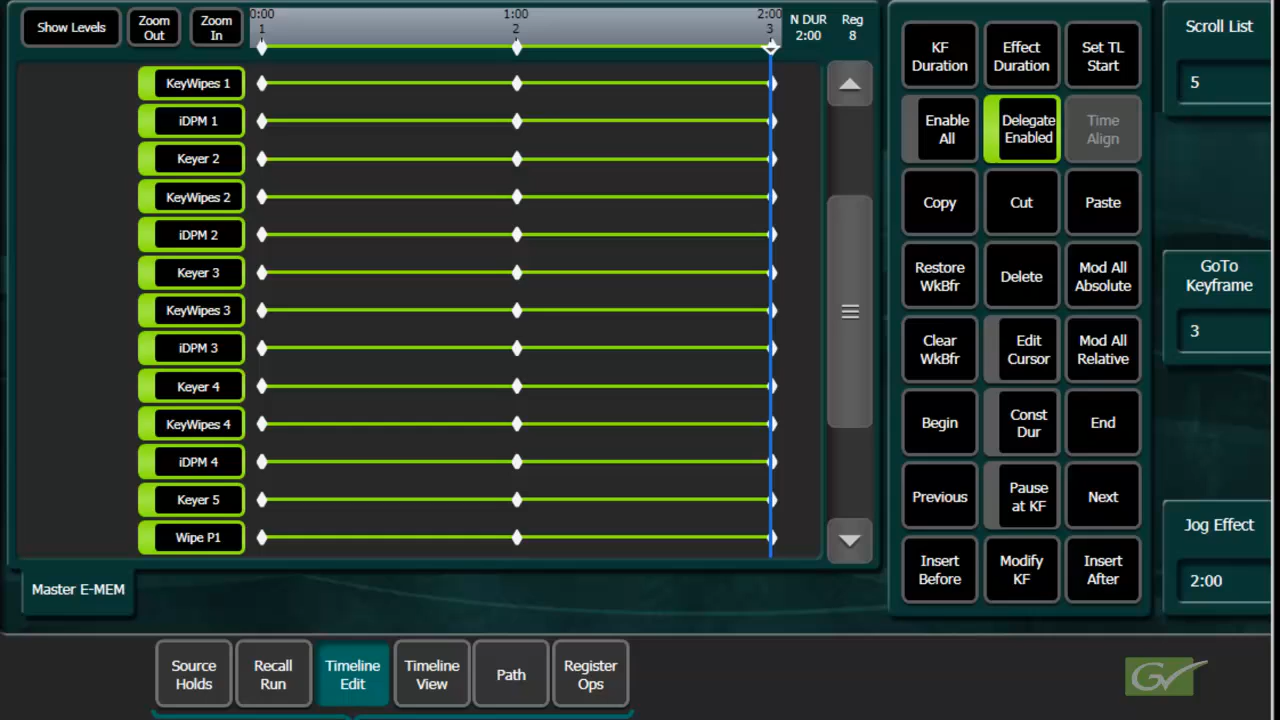 Show Levels
Zoom
Out
Zoom
In
0:00
1
1:00
2
2:00
3
N DUR
2:00
Reg
8
KeyWipes 1
iDPM 1
Keyer 2
KeyWipes 2
iDPM 2
Keyer 3
KeyWipes 3
iDPM 3
Keyer 4
KeyWipes 4
iDPM 4
Keyer 5
Wipe P1
Master E-MEM
KF
Duration
Effect
Duration
Set TL
Start
Enable
All
Delegate
Enabled
Time
Align
Copy
Cut
Paste
Restore
WkBfr
Delete
Mod All
Absolute
Clear
WkBfr
Edit
Cursor
Mod All
Relative
Begin
Const
Dur
End
Previous
Pause
at KF
Next
Insert
Before
Modify
KF
Insert
After
Scroll List
5
GoTo
Keyframe
3
Jog Effect
2:00
Source
Holds
Recall
Run
Timeline
Edit
Timeline
View
Path
Register
Ops
GV